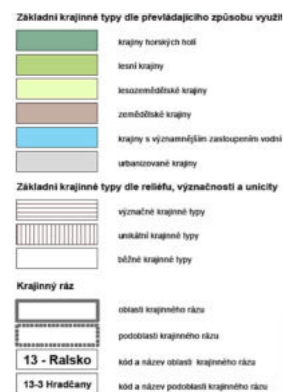 Základní krajinné typy dle převládajícího způsobu využit
krajiny horských holí
lesní krajiny
lesozemědělské krajiny
zemědělské krajiny
krajiny s významnějším zastoupením vodní
urbanizované krajiny
Základní krajinné typy dle reliéfu, význačnosti a unicity
význačné krajinné typy
unikátní krajinné typy
běžné krajinné typy
Krajinný ráz
oblasti krajinného rázu
podoblasti krajinného rázu
13 - Ralsko kód a název oblasti krajinného rázu
13-3 Hradčany kód a název podoblasti krajinného rázu